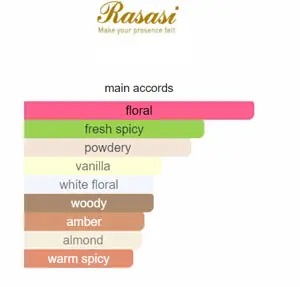 Rasasi
Make your presence felt
main accords
floral
fresh spicy
powdery
vanilla
white floral
woody
amber
almond
warm spicy